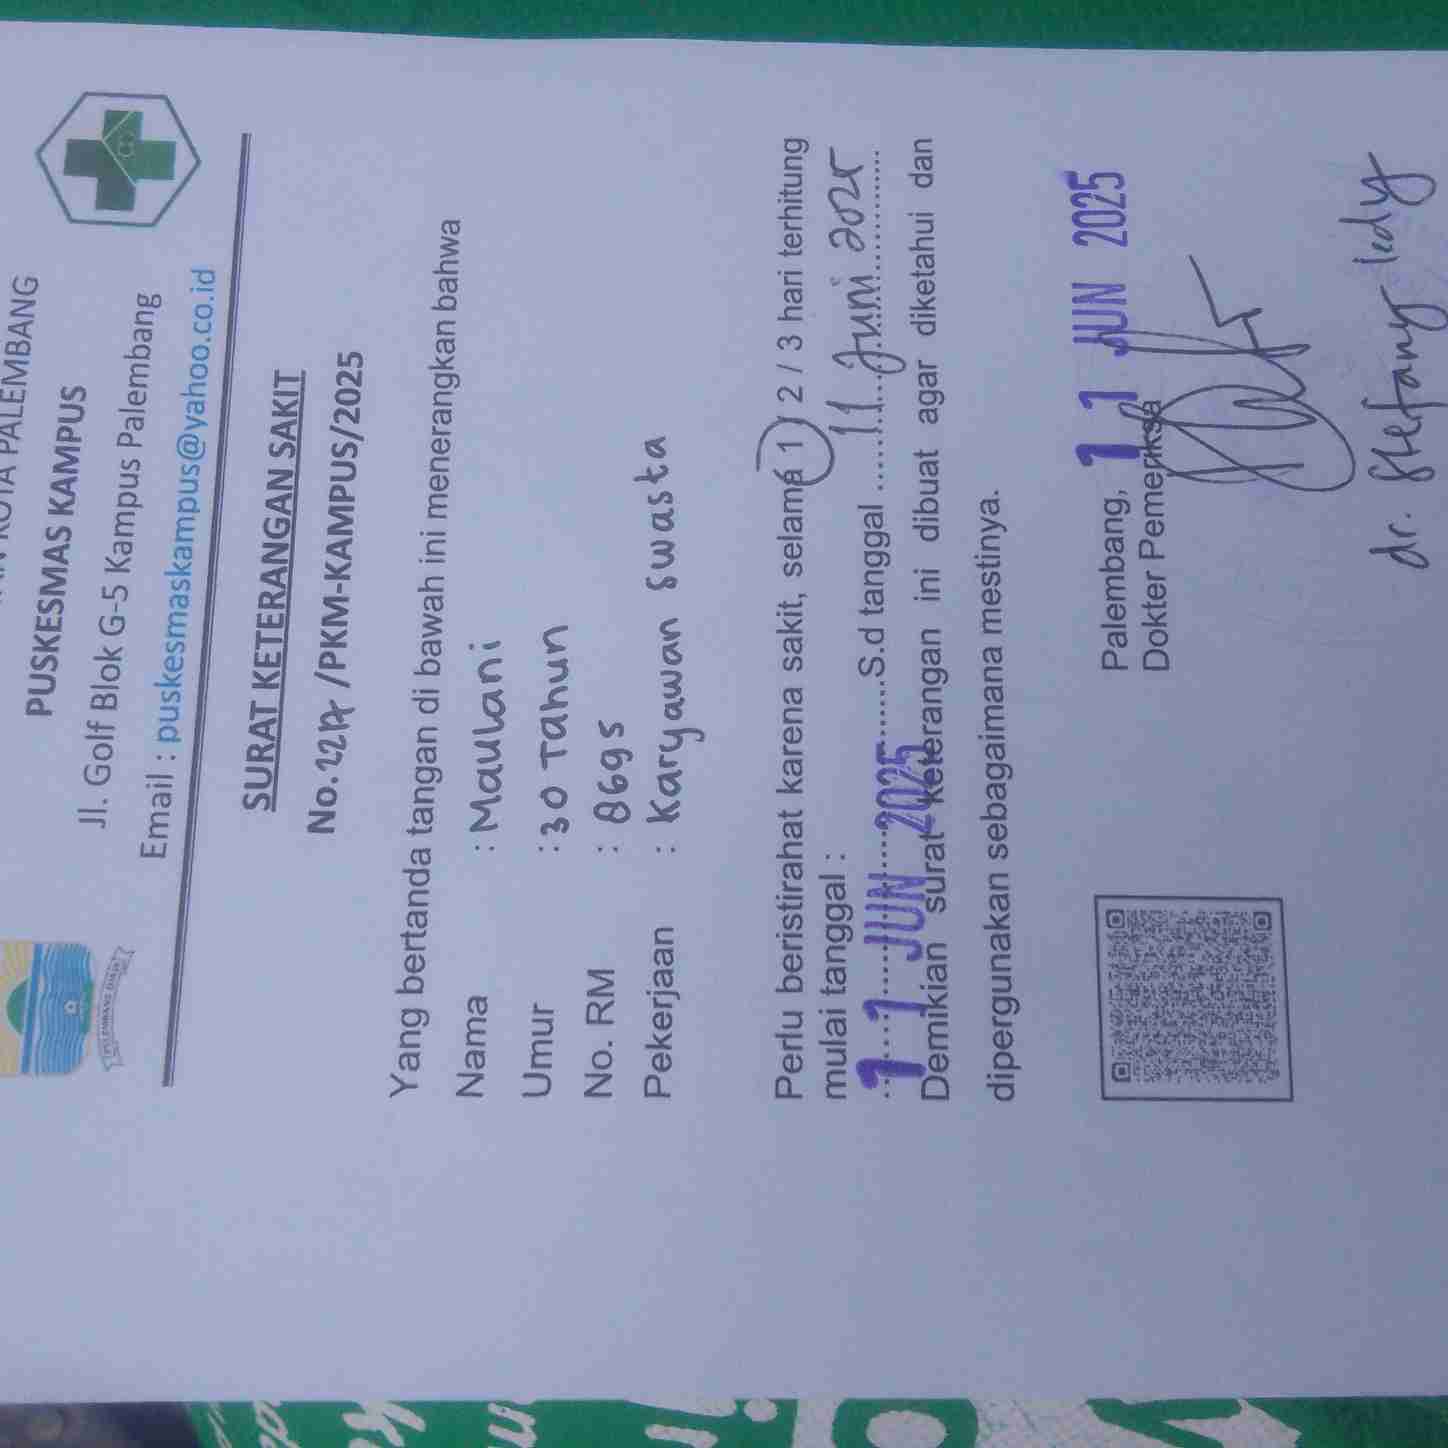 KOTA PALEMBANG
PUSKESMAS KAMPUS
Jl. Golf Blok G-5 Kampus Palembang
Email : puskesmaskampus@yahoo.co.id
SURAT KETERANGAN SAKIT
No. /PKM-KAMPUS/2025
Yang bertanda tangan di bawah ini menerangkan bahwa
Nama : Maulani
Umur : 30 Tahun
No. RM : 8695
Pekerjaan : Karyawan swasta
Perlu beristirahat karena sakit, selama 1 / 2 / 3 hari terhitung
mulai tanggal :
11 JUN 2025 S.d tanggal 11 Juni 2025
Demikian surat keterangan ini dibuat agar diketahui dan
dipergunakan sebagaimana mestinya.
Palembang, 11 JUN 2025
Dokter Pemeriksa
dr. Stefany ledy